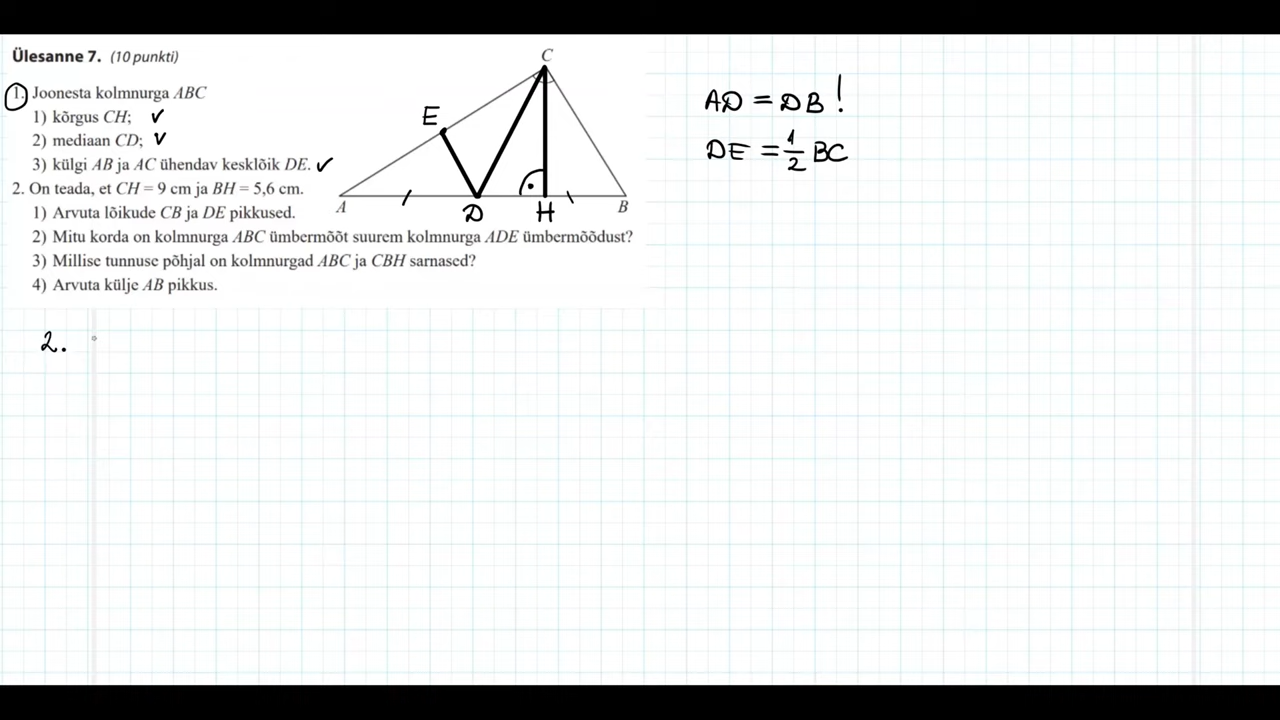 Ülesanne 7. (10 punkti)
1. Joonesta kolmnurga ABC
1) kõrgus CH; ✓
2) mediaan CD; ✓
3) külgi AB ja AC ühendav kesklõik DE. ✓
2. On teada, et CH = 9 cm ja BH = 5,6 cm.
1) Arvuta lõikude CB ja DE pikkused.
2) Mitu korda on kolmnurga ABC ümbermõõt suurem kolmnurga ADE ümbermõõdust?
3) Millise tunnuse põhjal on kolmnurgad ABC ja CBH sarnased?
4) Arvuta külje AB pikkus.
C
E
A
D
H
B
AD = DB!
DE = 1/2 BC
2.